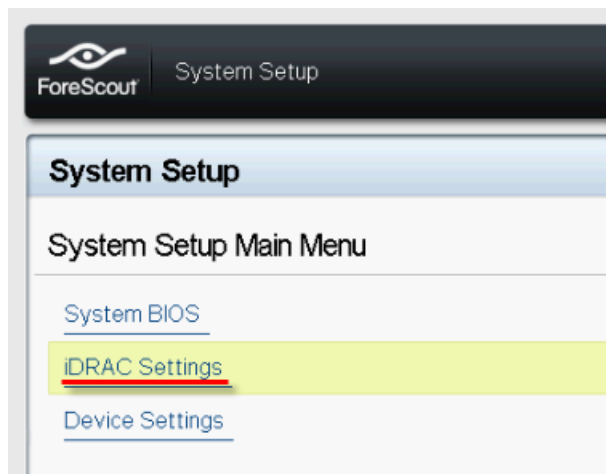 ForeScout
System Setup
System Setup
System Setup Main Menu
System BIOS
iDRAC Settings
Device Settings